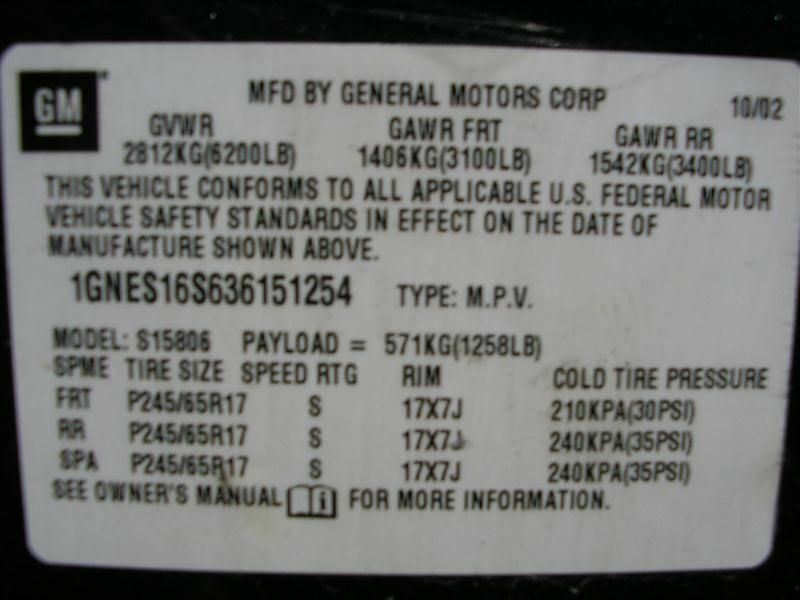 GM
MFD BY GENERAL MOTORS CORP 10/02
GVWR GAWR FRT GAWR RR
2812KG(6200LB) 1406KG(3100LB) 1542KG(3400LB)
THIS VEHICLE CONFORMS TO ALL APPLICABLE U.S. FEDERAL MOTOR
VEHICLE SAFETY STANDARDS IN EFFECT ON THE DATE OF
MANUFACTURE SHOWN ABOVE.
1GNES16S636151254 TYPE: M.P.V.
MODEL: S15806 PAYLOAD = 571KG(1258LB)
SPME TIRE SIZE SPEED RTG RIM COLD TIRE PRESSURE
FRT P245/65R17 S 17X7J 210KPA(30PSI)
RR P245/65R17 S 17X7J 240KPA(35PSI)
SPA P245/65R17 S 17X7J 240KPA(35PSI)
SEE OWNER'S MANUAL i FOR MORE INFORMATION.